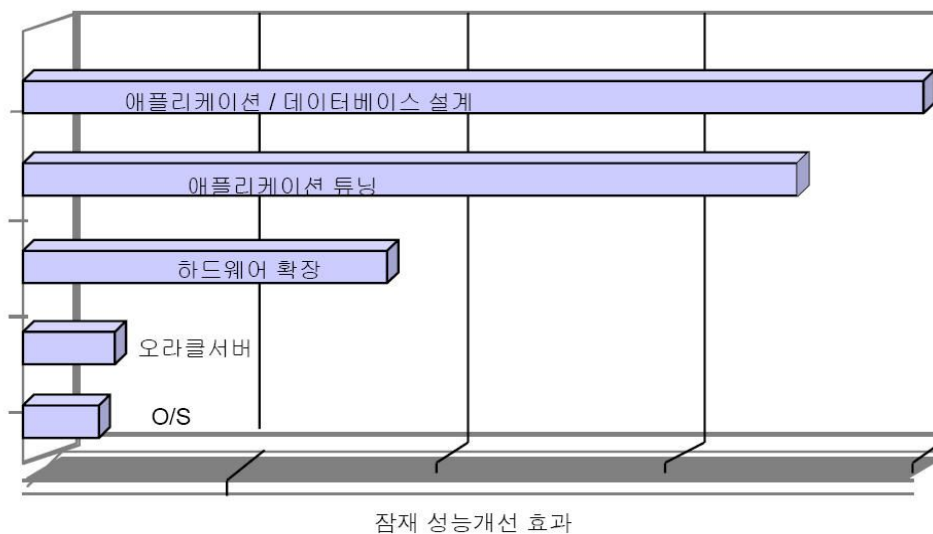 애플리케이션 / 데이터베이스 설계
애플리케이션 튜닝
하드웨어 확장
오라클서버
O/S
잠재 성능개선 효과